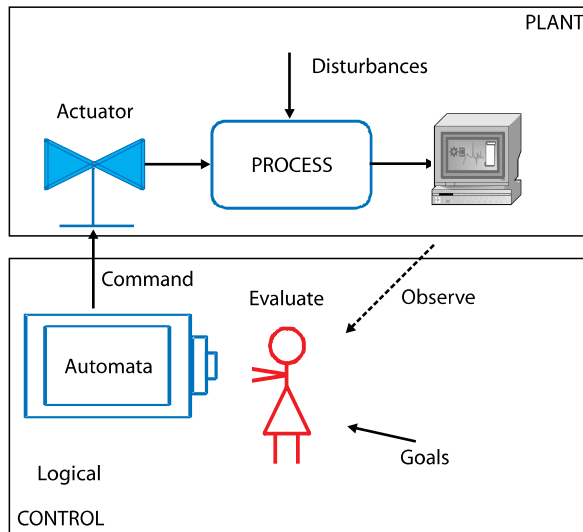 PLANT
Disturbances
Actuator
PROCESS
Command
Evaluate
Observe
Automata
Goals
Logical
CONTROL